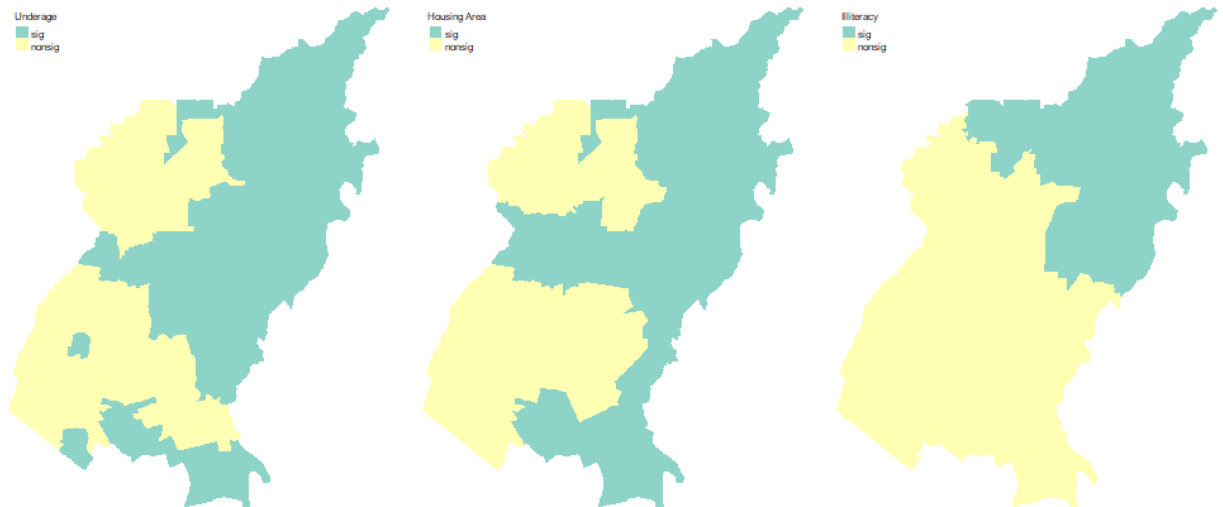 Underage
sig
nonsig
Housing Area
sig
nonsig
Illiteracy
sig
nonsig